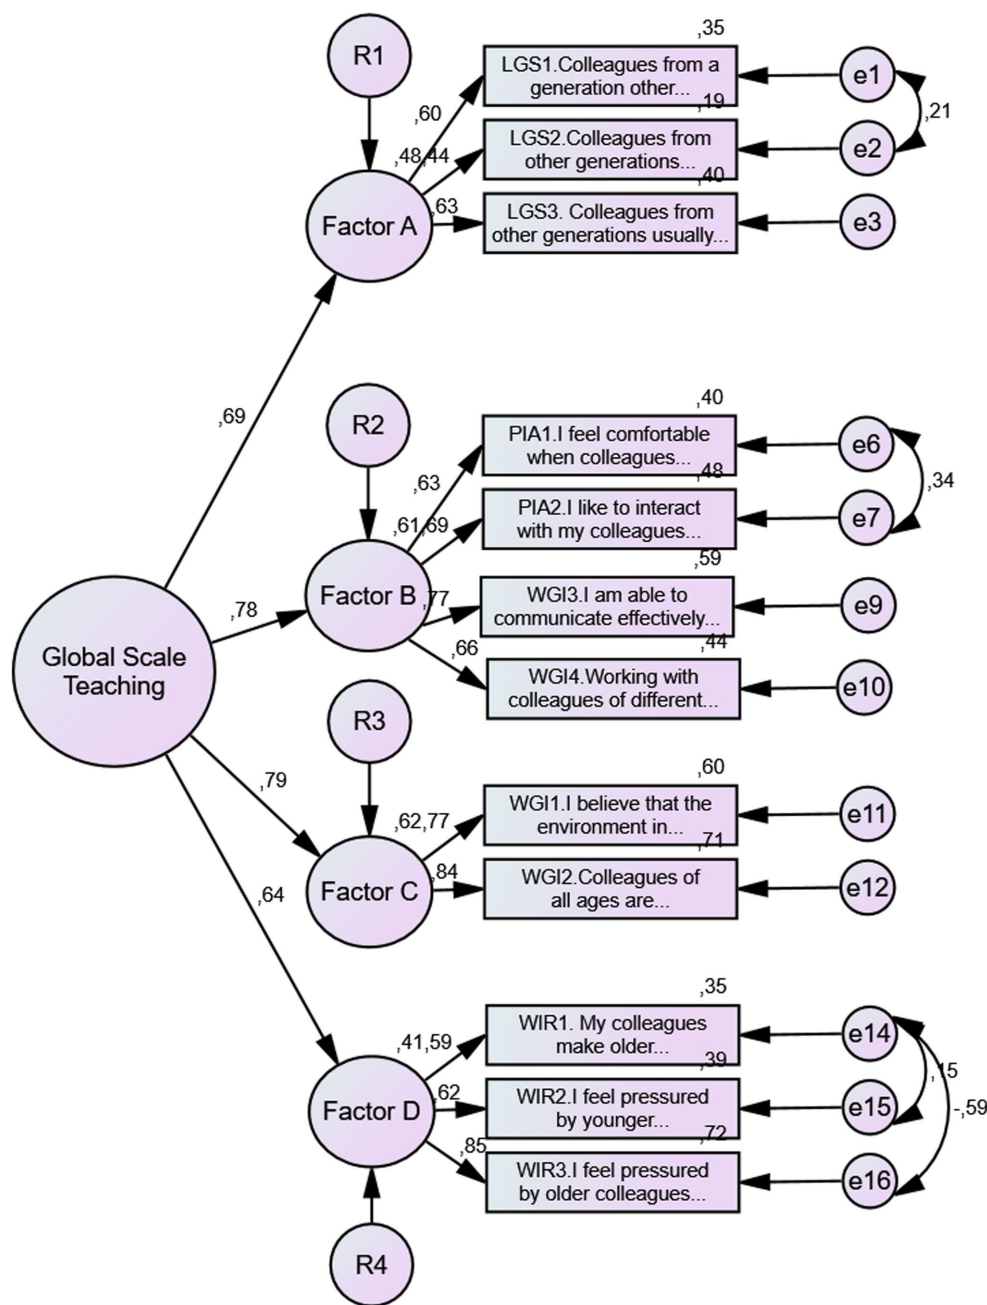 ,35
R1
LGS1.Colleagues from a
generation other...
e1
,60
,19
,21
LGS2.Colleagues from
other generations...
e2
,48,44
,40
,63
Factor A
LGS3. Colleagues from
other generations usually...
e3
,69
,40
R2
PIA1.I feel comfortable
when colleagues...
e6
,63
,48
,34
PIA2.I like to interact
with my colleagues...
e7
,61,69
,59
Factor B
,77
WGI3.I am able to
communicate effectively...
e9
,78
,66
,44
Global Scale
Teaching
WGI4.Working with
colleagues of different...
e10
R3
,79
,60
,62,77
WGI1.I believe that the
environment in...
e11
,71
,84
Factor C
WGI2.Colleagues of
all ages are...
e12
,64
,35
,41,59
WIR1. My colleagues
make older...
e14
,39
,15
,62
Factor D
WIR2.I feel pressured
by younger...
e15
-,59
,72
,85
WIR3.I feel pressured
by older colleagues...
e16
R4